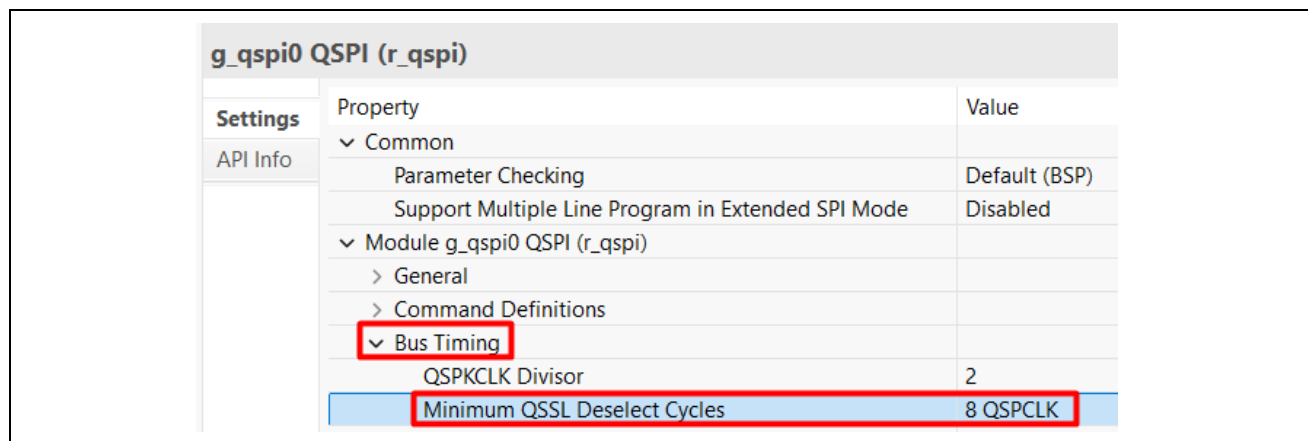 g_qspi0 QSPI (r_qspi)
Settings
API Info
Property Value
Common
Parameter Checking Default (BSP)
Support Multiple Line Program in Extended SPI Mode Disabled
Module g_qspi0 QSPI (r_qspi)
General
Command Definitions
Bus Timing
QSPKCLK Divisor 2
Minimum QSSL Deselect Cycles 8 QSPCLK